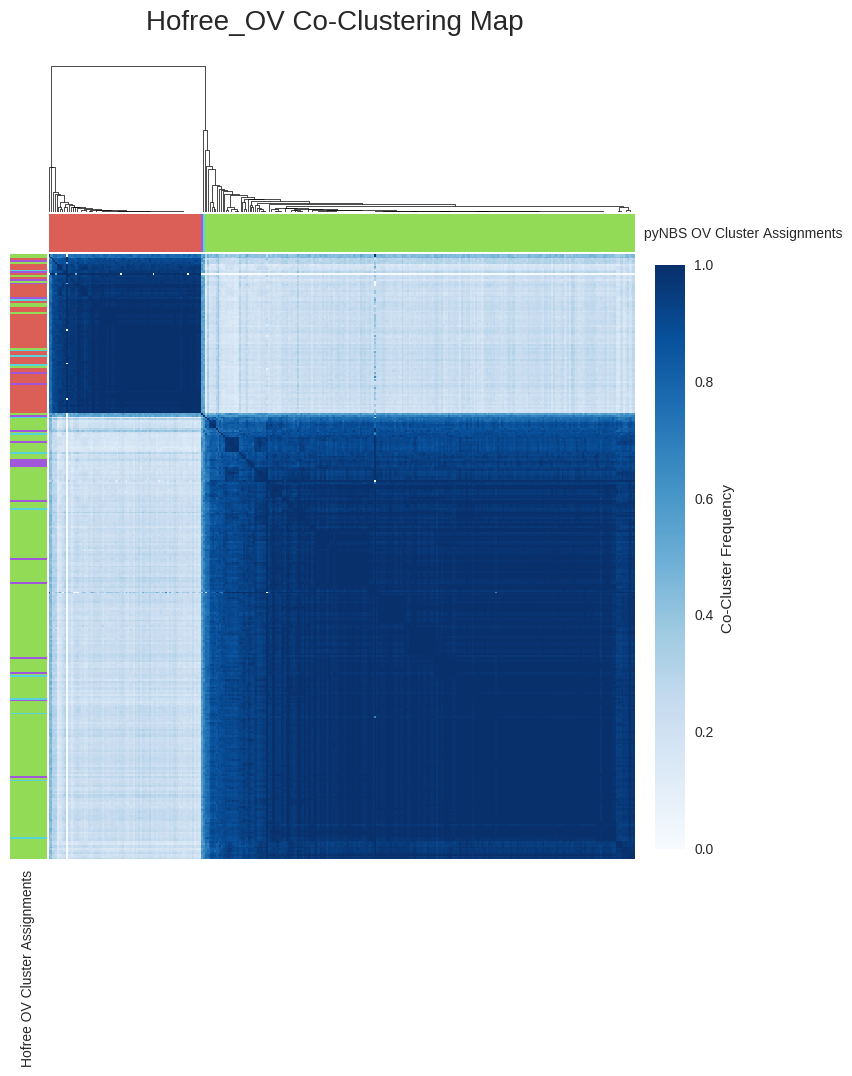 Hofree_OV Co-Clustering Map
pyNBS OV Cluster Assignments
1.0
0.8
0.6
0.4
0.2
0.0
Co-Cluster Frequency
Hofree OV Cluster Assignments